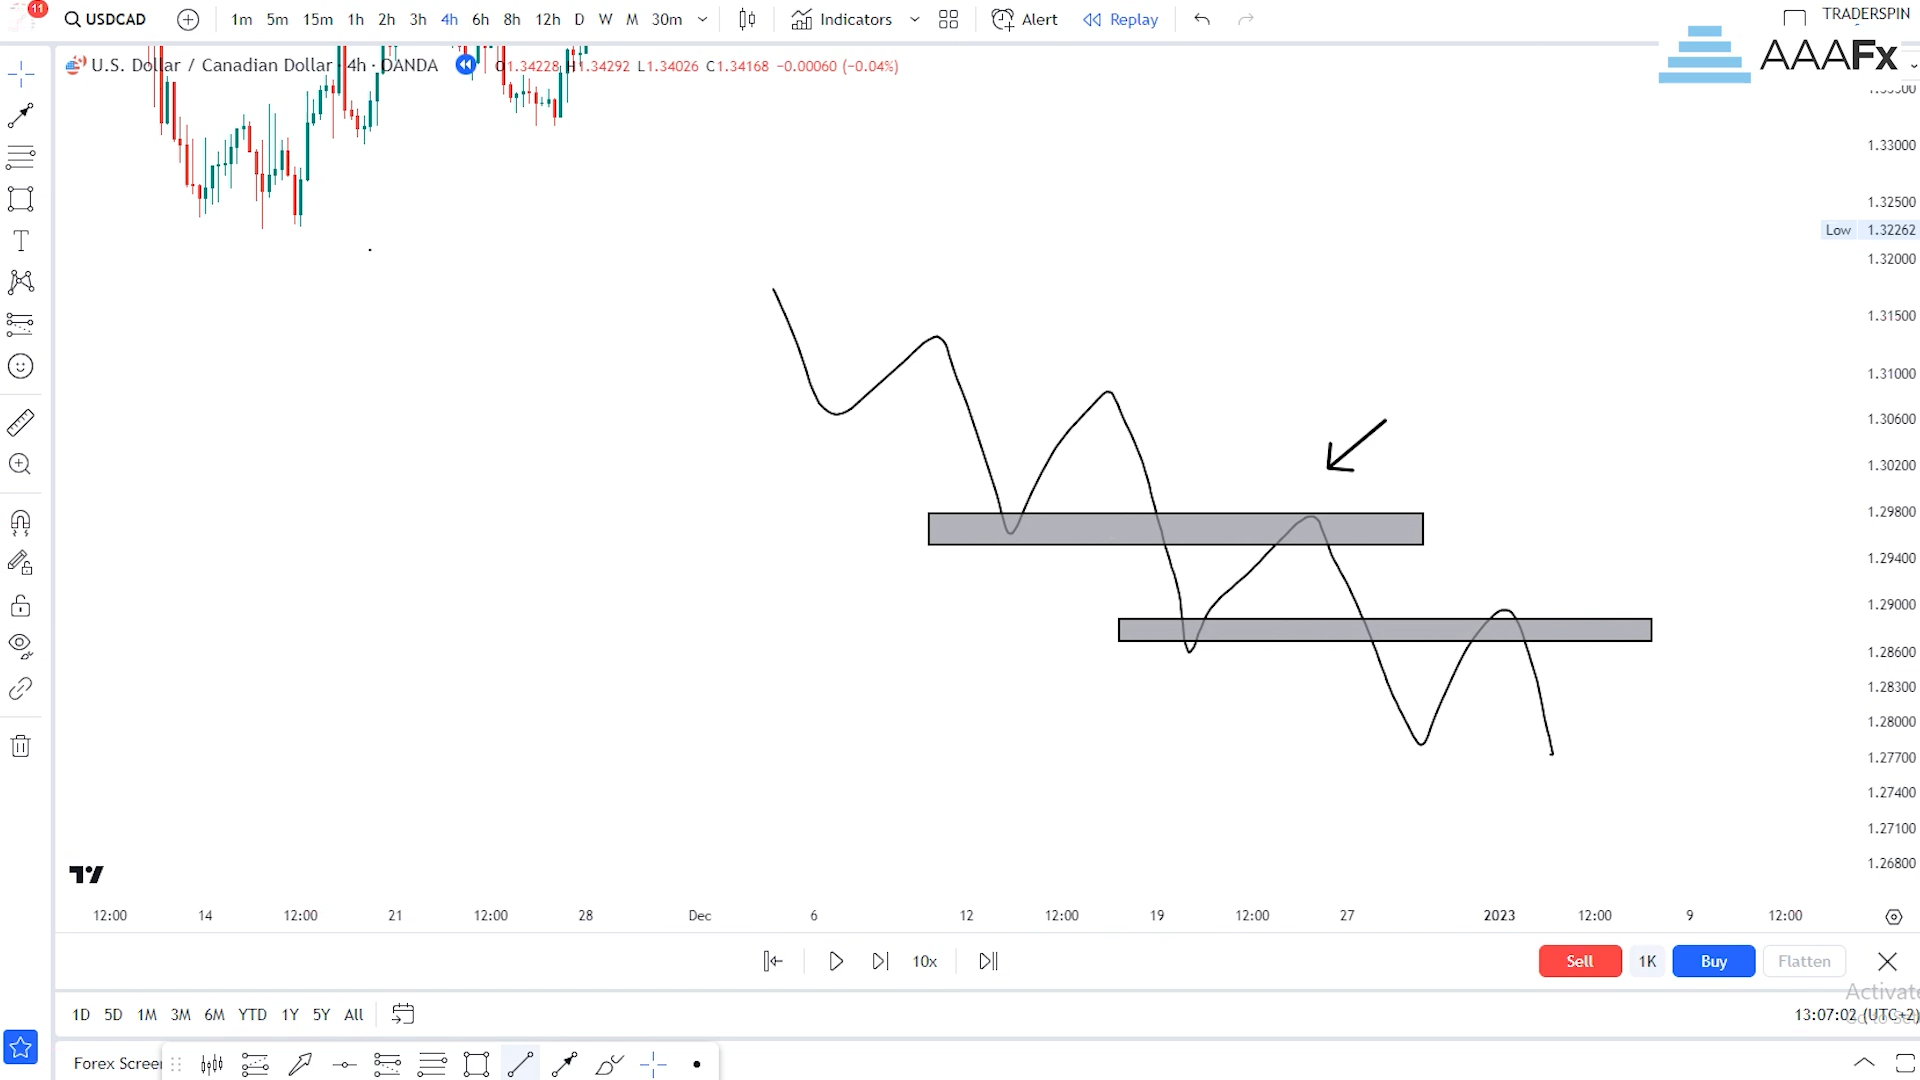 11
USDCAD
1m 5m 15m 1h 2h 3h 4h 6h 8h 12h D W M 30m
Indicators
Alert
Replay
TRADERSPIN
AAAFx
U.S. Dollar / Canadian Dollar · 4h · OANDA
O1.34228 H1.34292 L1.34026 C1.34168 −0.00060 (−0.04%)
1.33000
1.32500
Low 1.32262
1.32000
1.31500
1.31000
1.30600
1.30200
1.29800
1.29400
1.29000
1.28600
1.28300
1.28000
1.27700
1.27400
1.27100
1.26800
12:00 14 12:00 21 12:00 28 Dec 6 12 12:00 19 12:00 27 2023 12:00 9 12:00
10x
Sell 1K Buy Flatten
Activate
1D 5D 1M 3M 6M YTD 1Y 5Y All
13:07:02 (UTC+2)
Forex Screen